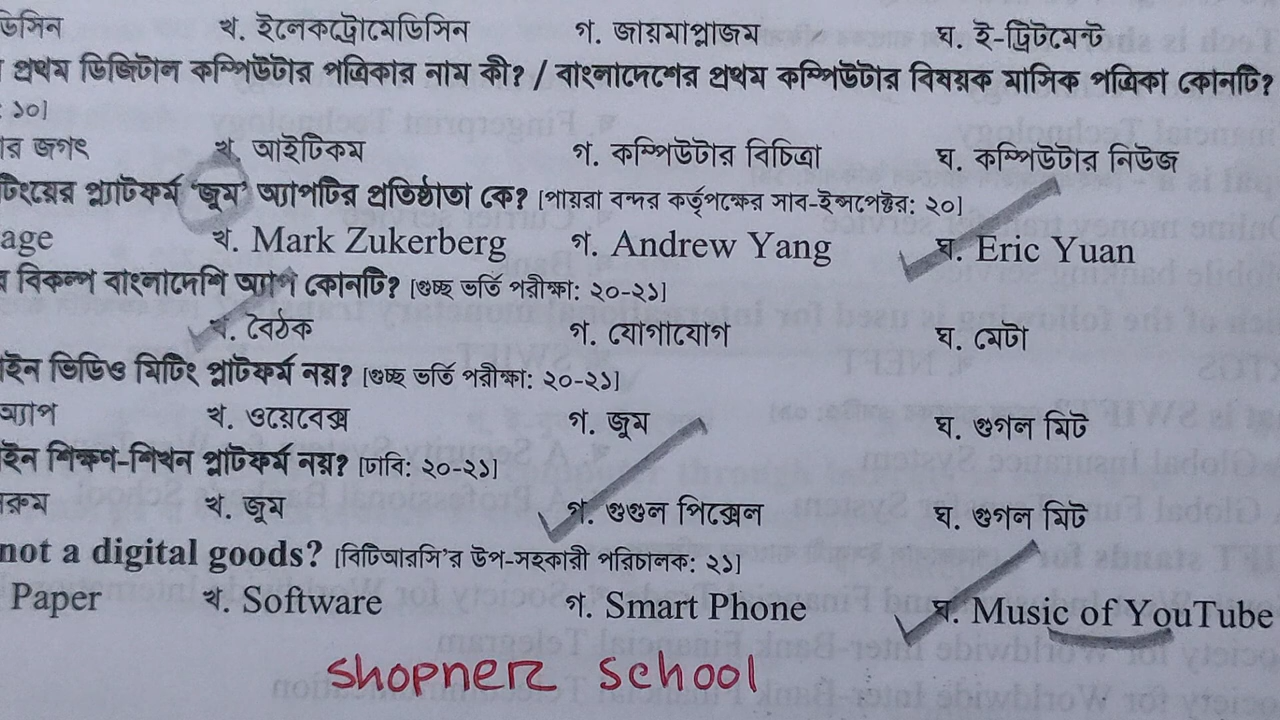 ডিসিন খ. ইলেকট্রোমেডিসিন গ. জায়মাপ্লাজম ঘ. ই-ট্রিটমেন্ট
প্রথম ডিজিটাল কম্পিউটার পত্রিকার নাম কী? / বাংলাদেশের প্রথম কম্পিউটার বিষয়ক মাসিক পত্রিকা কোনটি?
: ১০]
ার জগৎ খ. আইটিকম গ. কম্পিউটার বিচিত্রা ঘ. কম্পিউটার নিউজ
টিংয়ের প্ল্যাটফর্ম 'জুম' অ্যাপটির প্রতিষ্ঠাতা কে? [পায়রা বন্দর কর্তৃপক্ষের সাব-ইন্সপেক্টর: ২০]
age খ. Mark Zukerberg গ. Andrew Yang ঘ. Eric Yuan
র বিকল্প বাংলাদেশি অ্যাপ কোনটি? [গুচ্ছ ভর্তি পরীক্ষা: ২০-২১]
খ. বৈঠক গ. যোগাযোগ ঘ. মেটা
াইন ভিডিও মিটিং প্লাটফর্ম নয়? [গুচ্ছ ভর্তি পরীক্ষা: ২০-২১]
অ্যাপ খ. ওয়েবেক্স গ. জুম ঘ. গুগল মিট
াইন শিক্ষণ-শিখন প্লাটফর্ম নয়? [ঢাবি: ২০-২১]
সরুম খ. জুম গ. গুগুল পিক্সেল ঘ. গুগল মিট
not a digital goods? [বিটিআরসি'র উপ-সহকারী পরিচালক: ২১]
Paper খ. Software গ. Smart Phone ঘ. Music of YouTube
shopner school